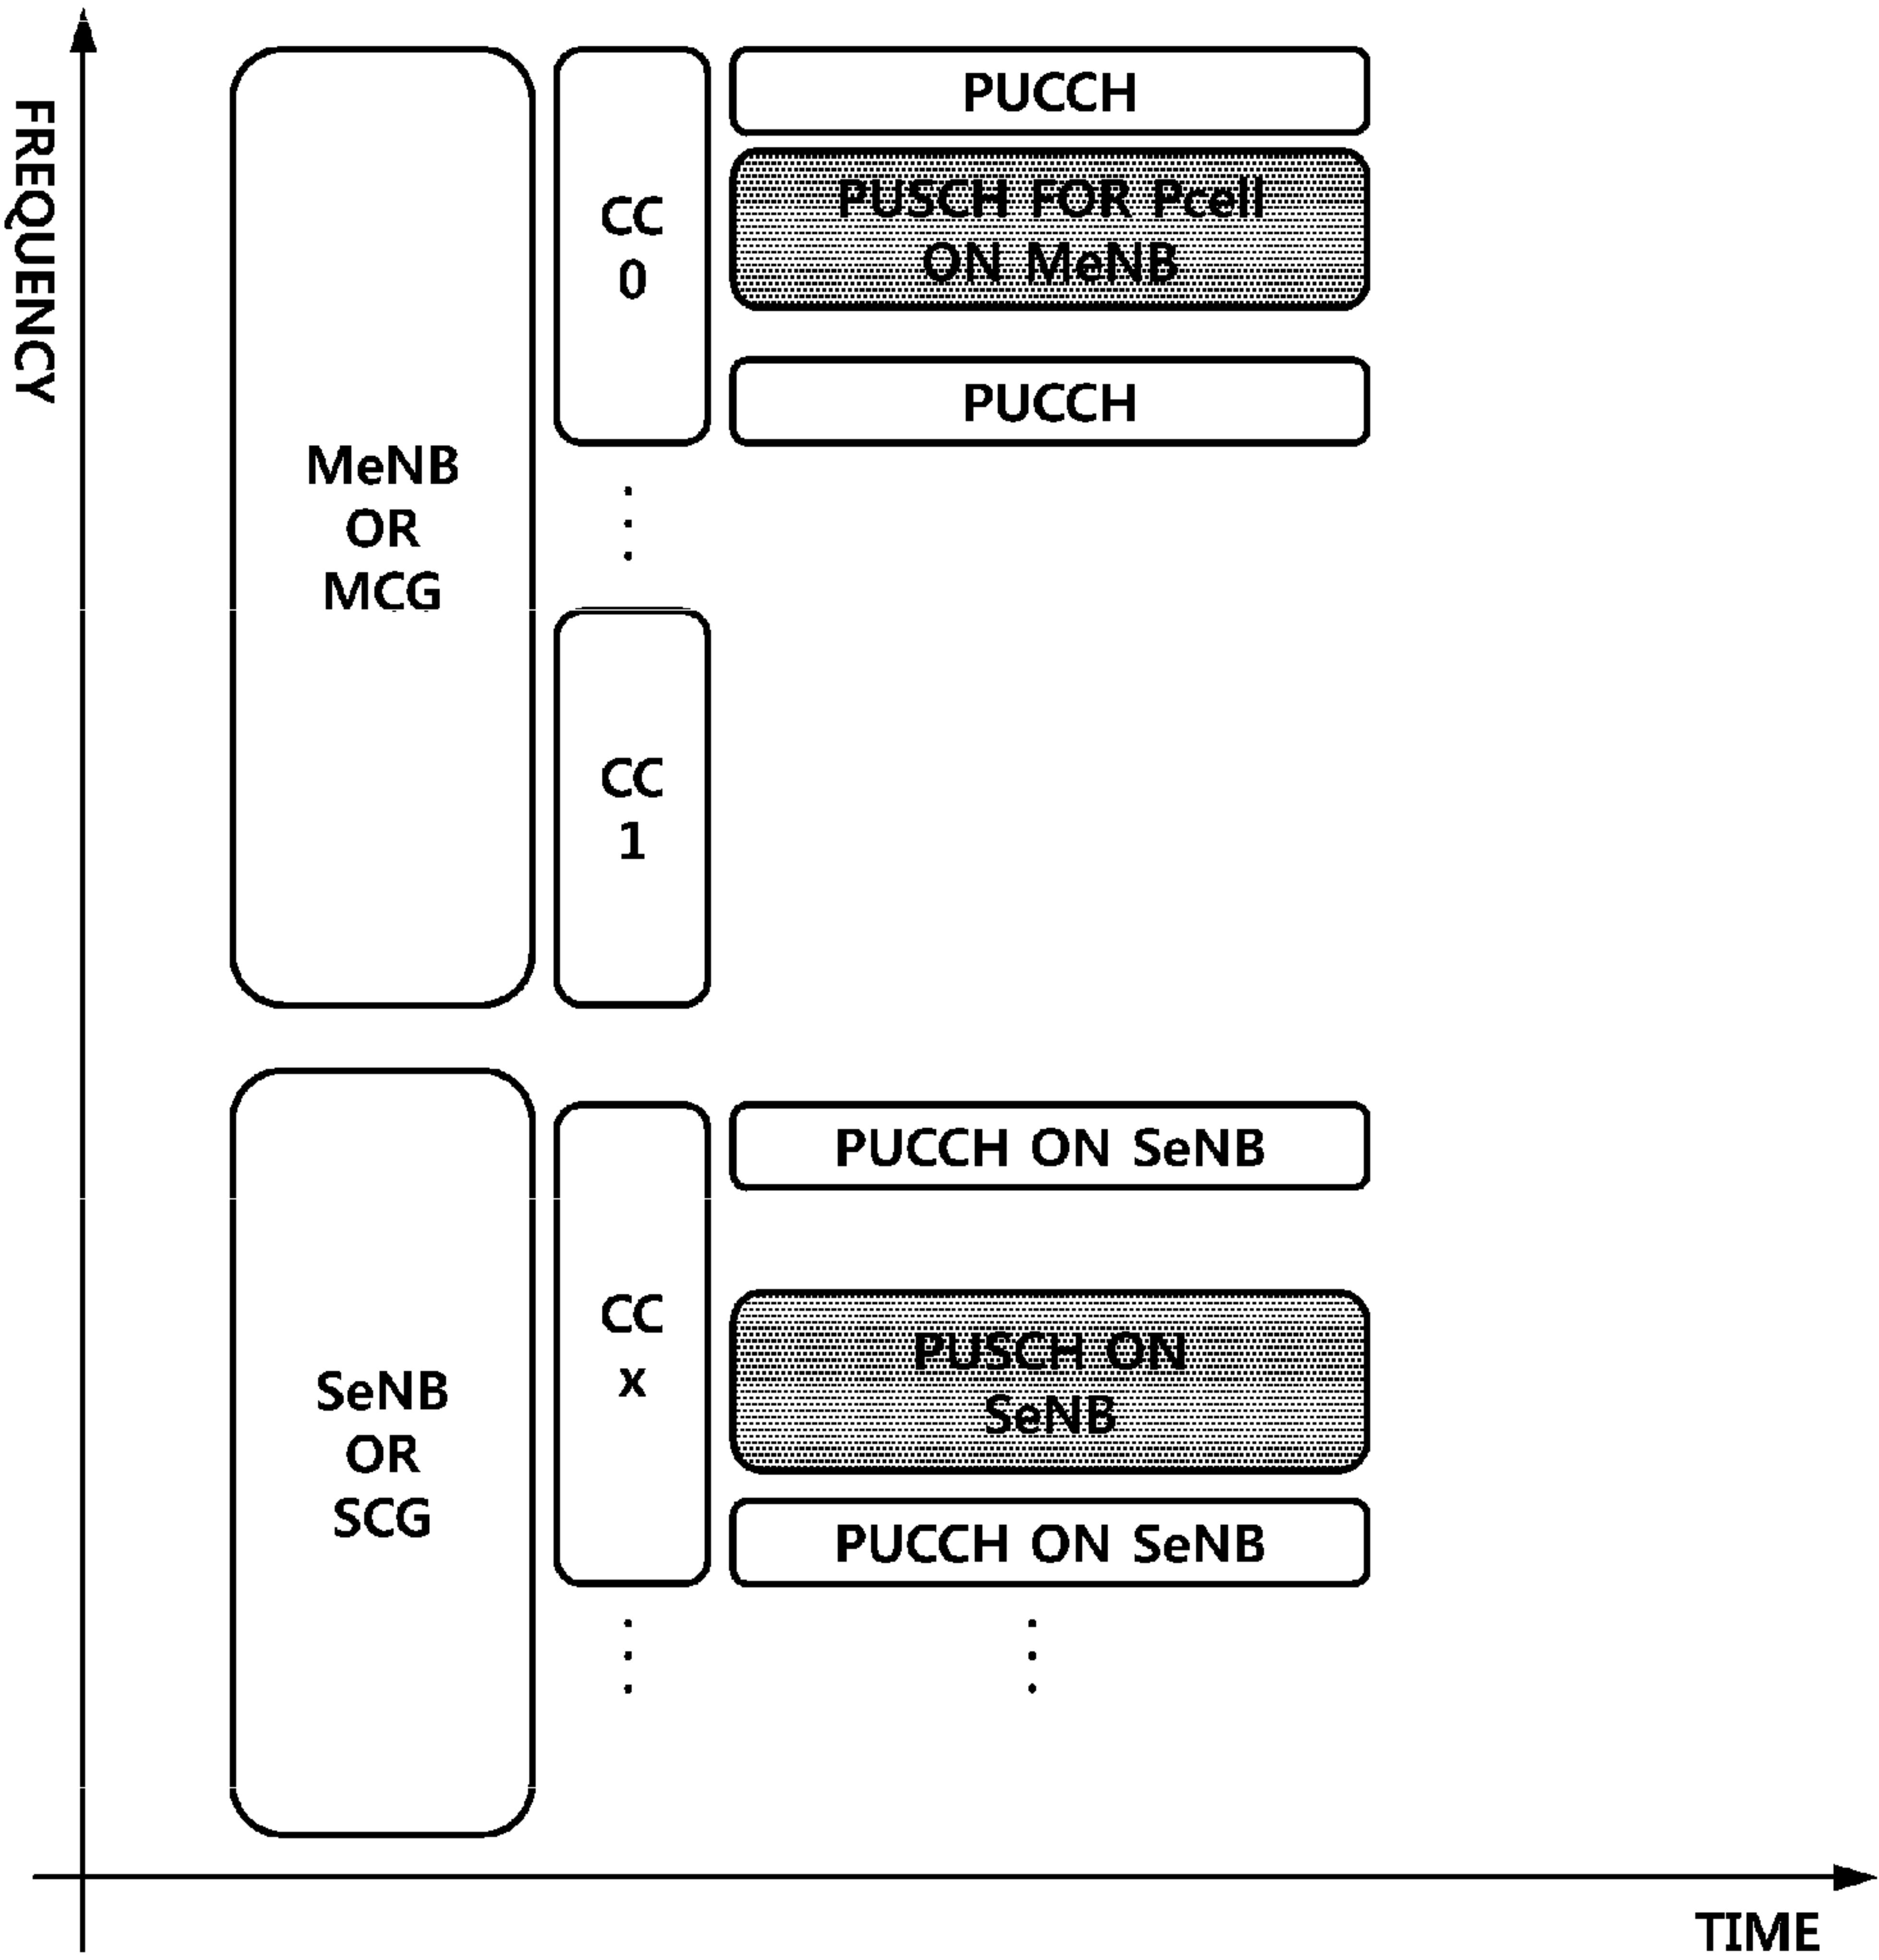 FREQUENCY
MeNB
OR
MCG
CC
0
PUCCH
PUSCH FOR Pcell
ON MeNB
PUCCH
CC
1
SeNB
OR
SCG
CC
x
PUCCH ON SeNB
PUSCH ON
SeNB
PUCCH ON SeNB
TIME